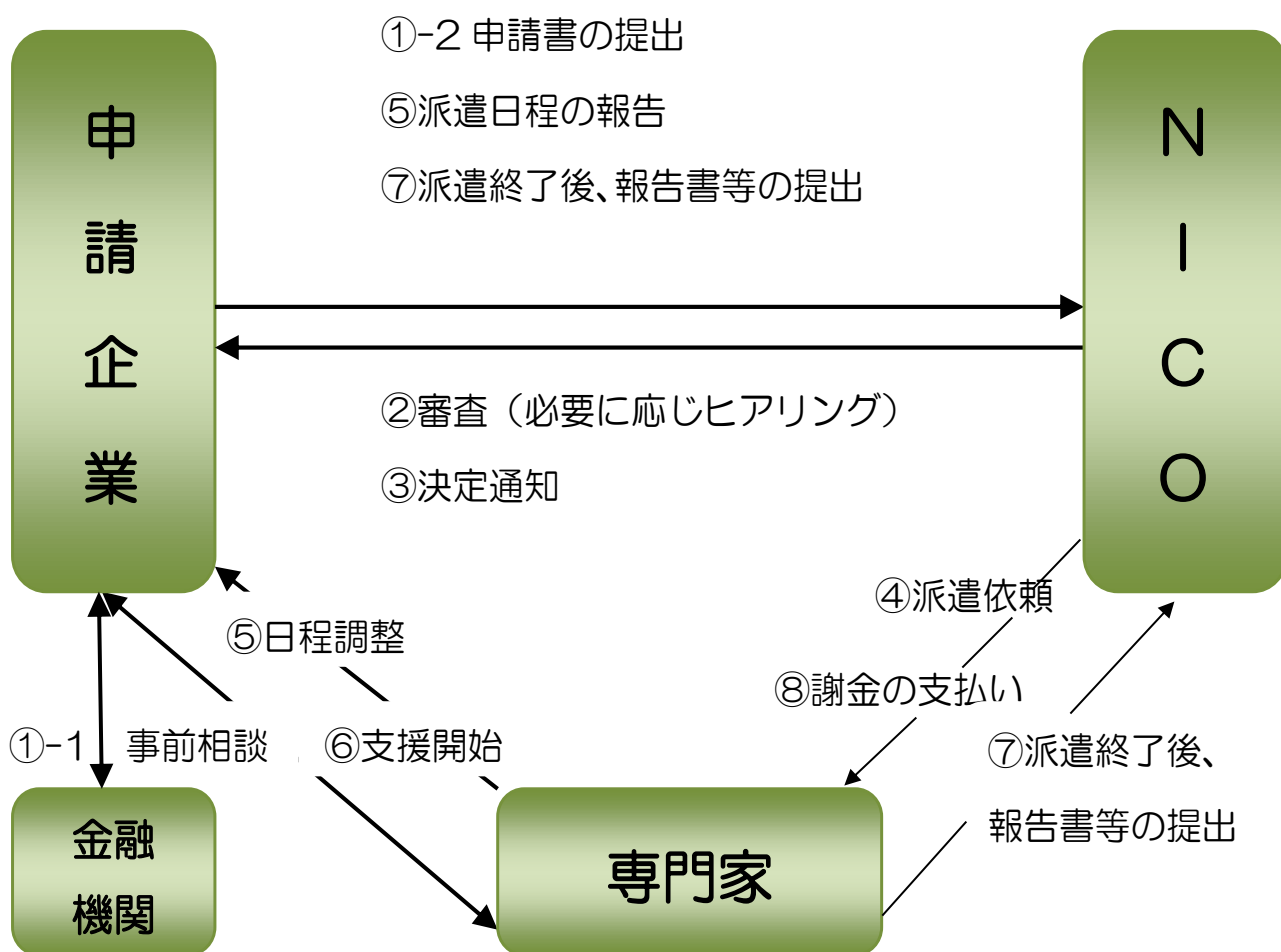 ①-2 申請書の提出
⑤派遣日程の報告
⑦派遣終了後、報告書等の提出
申請企業
NICO
②審査（必要に応じヒアリング）
③決定通知
④派遣依頼
⑤日程調整
⑧謝金の支払い
①-1　事前相談
⑥支援開始
⑦派遣終了後、
報告書等の提出
金融
機関
専門家